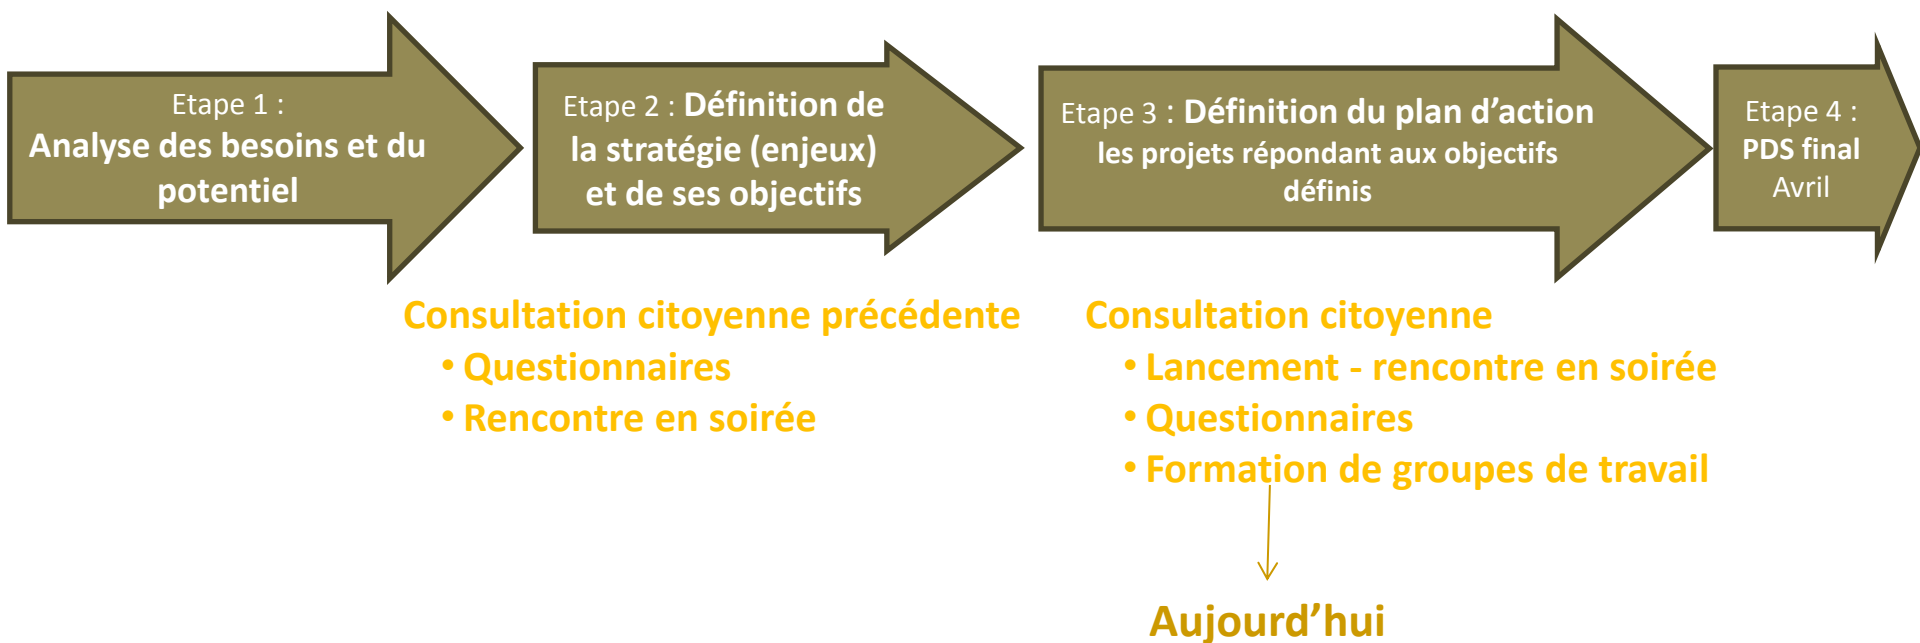 Etape 1 :
Analyse des besoins et du
potentiel
Etape 2 : Définition de
la stratégie (enjeux)
et de ses objectifs
Etape 3 : Définition du plan d’action
les projets répondant aux objectifs
définis
Etape 4 :
PDS final
Avril
Consultation citoyenne précédente
• Questionnaires
• Rencontre en soirée
Consultation citoyenne
• Lancement - rencontre en soirée
• Questionnaires
• Formation de groupes de travail
Aujourd’hui